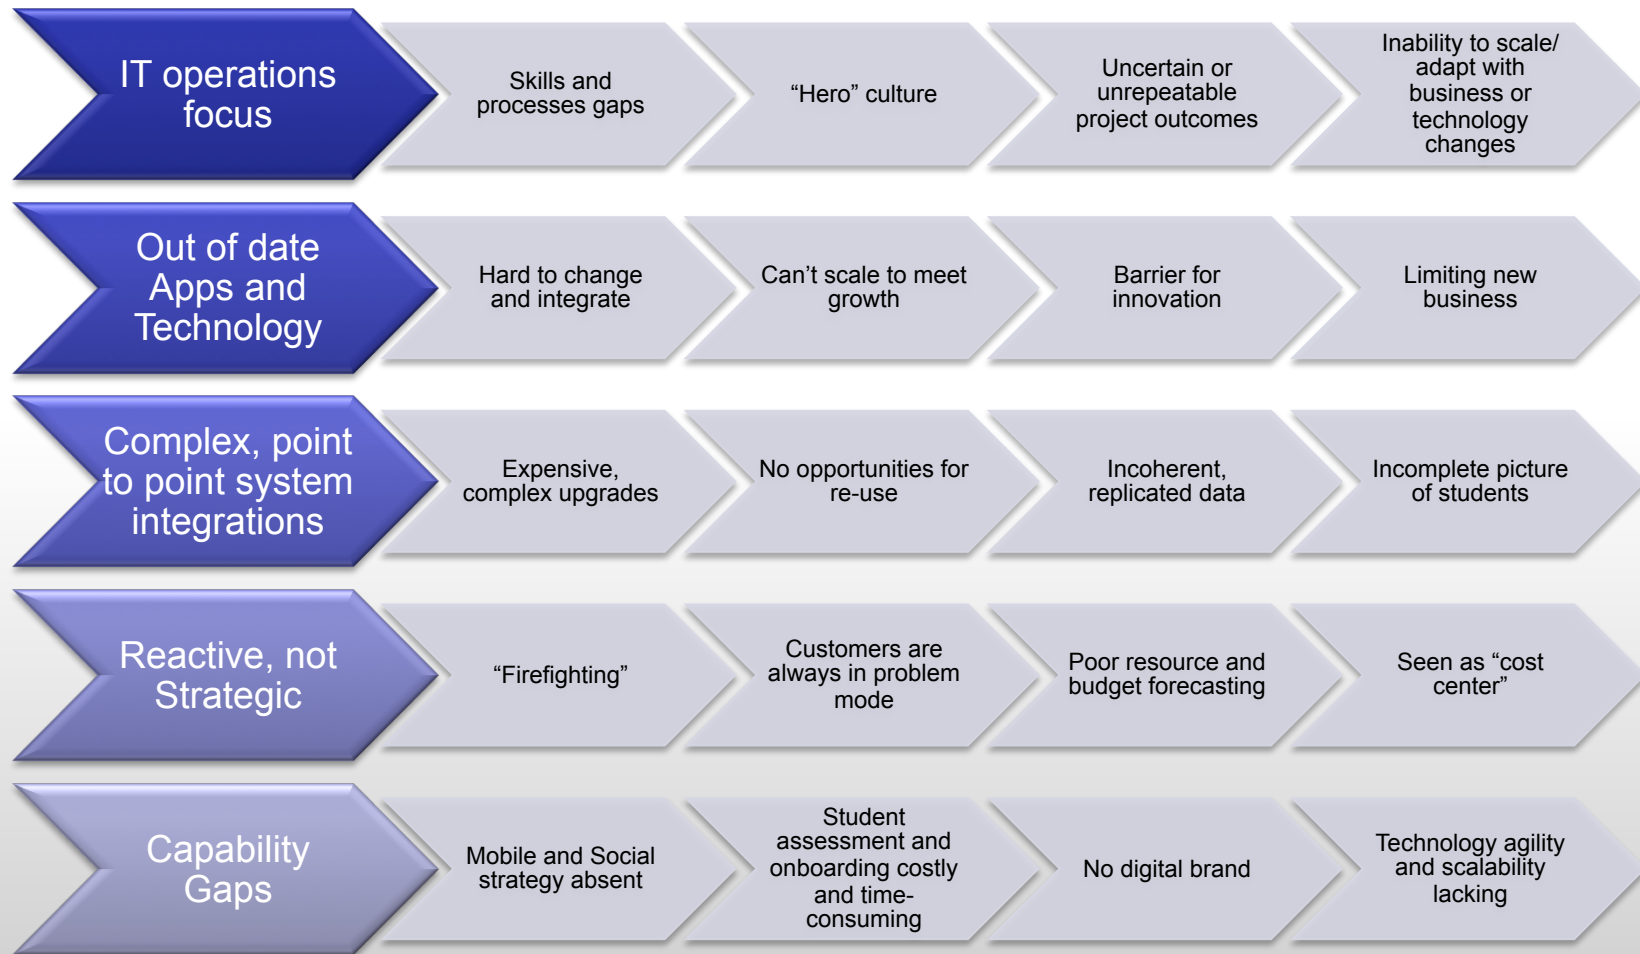 IT operations
focus
Skills and
processes gaps
“Hero” culture
Uncertain or
unrepeatable
project outcomes
Inability to scale/
adapt with
business or
technology
changes
Out of date
Apps and
Technology
Hard to change
and integrate
Can’t scale to meet
growth
Barrier for
innovation
Limiting new
business
Complex, point
to point system
integrations
Expensive,
complex upgrades
No opportunities for
re-use
Incoherent,
replicated data
Incomplete picture
of students
Reactive, not
Strategic
“Firefighting”
Customers are
always in problem
mode
Poor resource and
budget forecasting
Seen as “cost
center”
Capability
Gaps
Mobile and Social
strategy absent
Student
assessment and
onboarding costly
and time-
consuming
No digital brand
Technology agility
and scalability
lacking